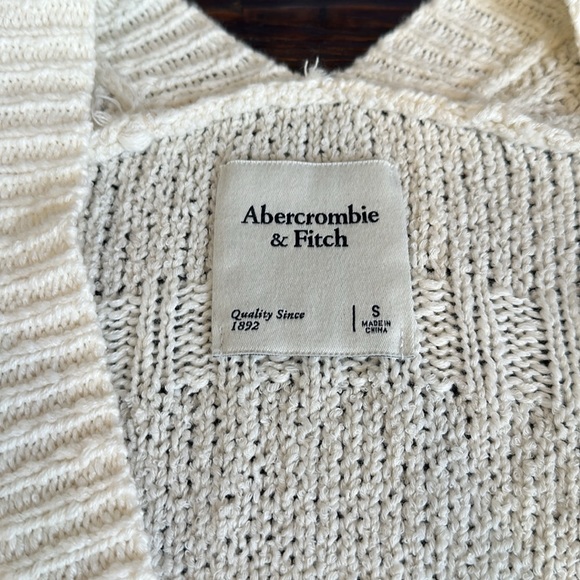 Abercrombie
& Fitch
Quality Since
1892
S
MADE IN
CHINA